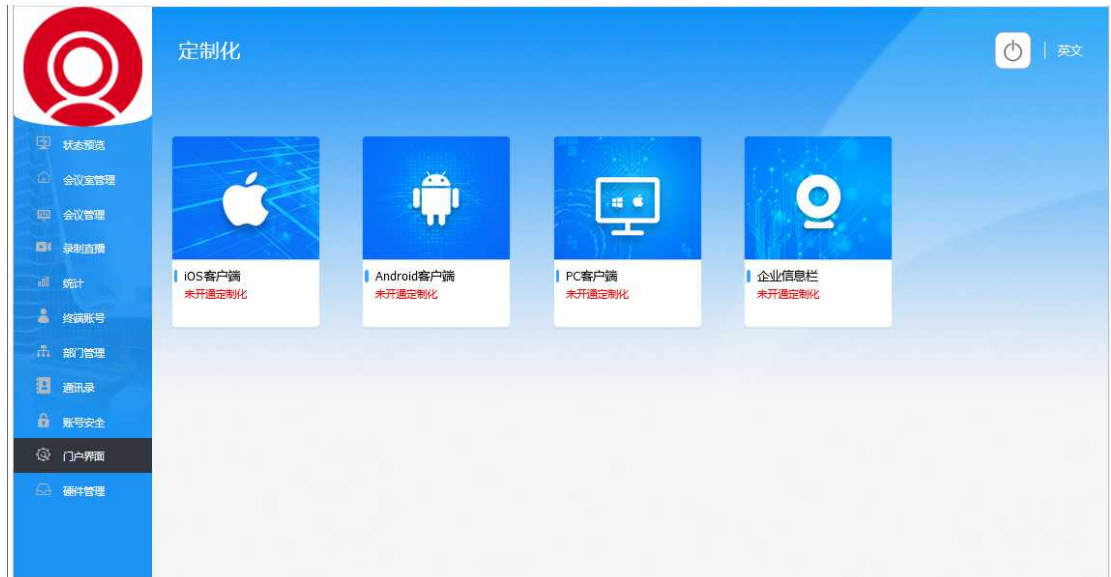 定制化
英文
状态预览
会议室管理
会议管理
录制直播
统计
终端账号
部门管理
通讯录
账号安全
门户界面
硬件管理
iOS客户端
未开通定制化
Android客户端
未开通定制化
PC客户端
未开通定制化
企业信息栏
未开通定制化